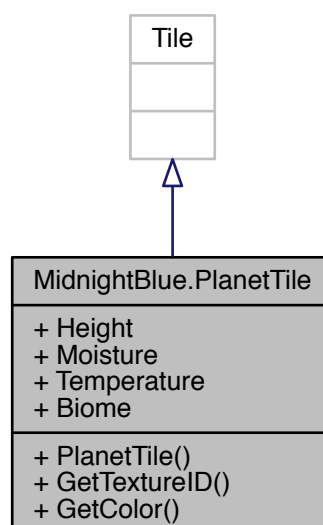 Tile
MidnightBlue.PlanetTile
+ Height
+ Moisture
+ Temperature
+ Biome
+ PlanetTile()
+ GetTextureID()
+ GetColor()